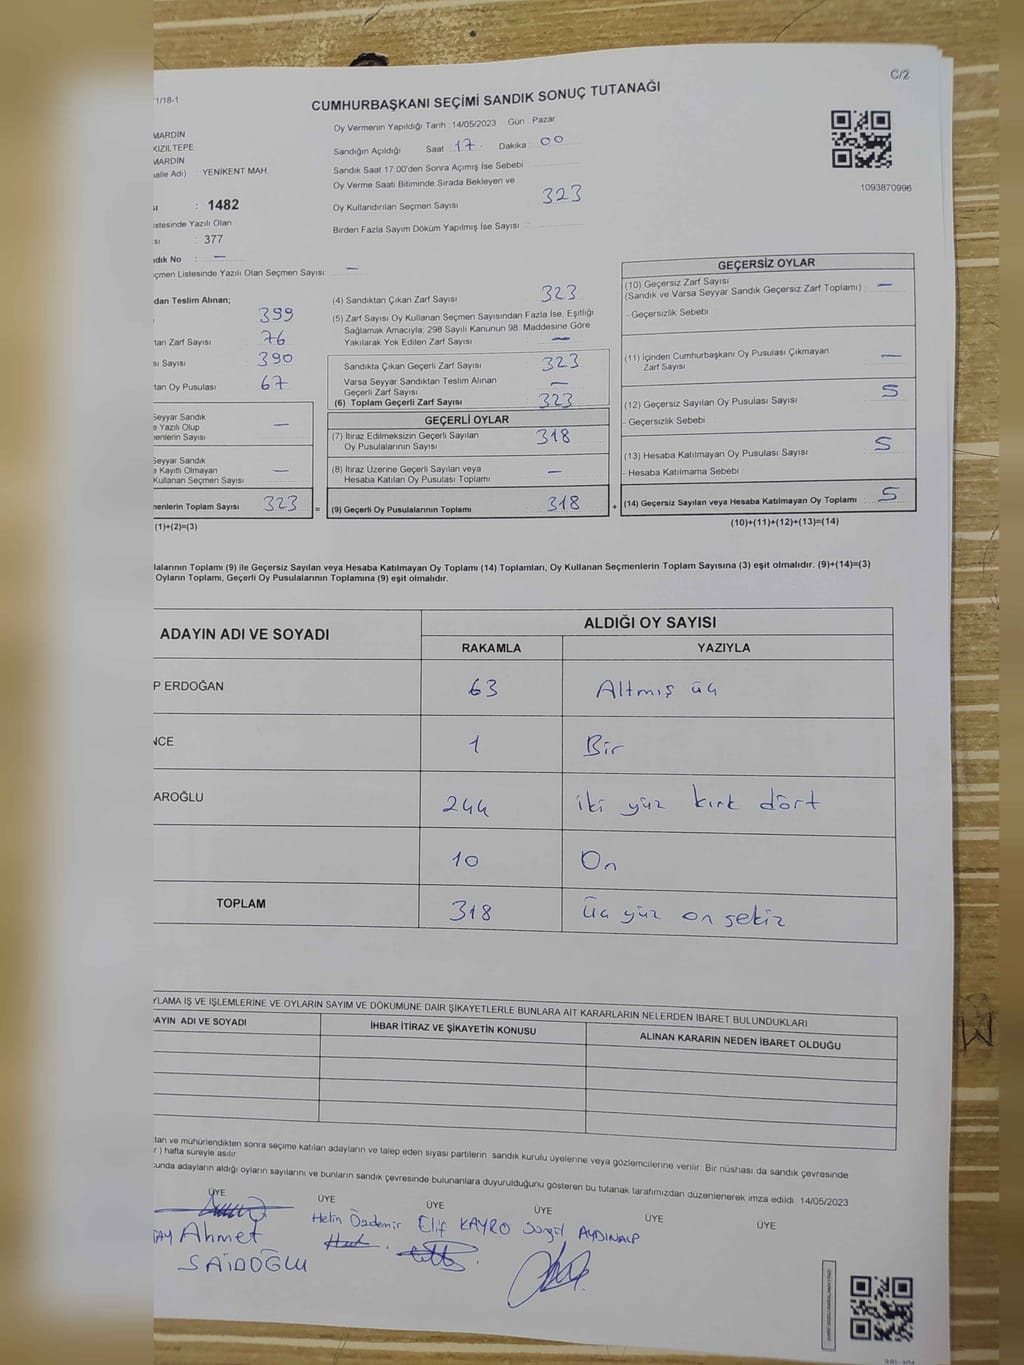 C/2
1/18-1
CUMHURBAŞKANI SEÇİMİ SANDIK SONUÇ TUTANAĞI
MARDİN
KIZILTEPE
MARDİN
alle Adı) YENİKENT MAH.
: 1482
istesinde Yazılı Olan
sı 377
dık No : —
çmen Listesinde Yazılı Olan Seçmen Sayısı —
Oy Vermenin Yapıldığı Tarih : 14/05/2023 Gün : Pazar
Sandığın Açıldığı Saat 17. Dakika 00
Sandık Saat 17:00'den Sonra Açımış İse Sebebi
Oy Verme Saati Bitiminde Sırada Bekleyen ve
Oy Kullandırılan Seçmen Sayısı 323
Birden Fazla Sayım Döküm Yapılmış İse Sayısı
1093870996
dan Teslim Alınan;
399
tan Zarf Sayısı 76
sı Sayısı 390
tan Oy Pusulası 67
Seyyar Sandık
e Yazılı Olup
menlerin Sayısı —
Seyyar Sandık
e Kayıtlı Olmayan
Kullanan Seçmen Sayısı —
menlerin Toplam Sayısı 323 =
(1)+(2)=(3)
(4) Sandıktan Çıkan Zarf Sayısı 323
(5) Zarf Sayısı Oy Kullanan Seçmen Sayısından Fazla İse, Eşitliği
Sağlamak Amacıyla; 298 Sayılı Kanunun 98. Maddesine Göre
Yakılarak Yok Edilen Zarf Sayısı —
Sandıkta Çıkan Geçerli Zarf Sayısı 323
Varsa Seyyar Sandıktan Teslim Alınan
Geçerli Zarf Sayısı —
(6) Toplam Geçerli Zarf Sayısı 323
GEÇERLİ OYLAR
(7) İtiraz Edilmeksizin Geçerli Sayılan
Oy Pusulalarının Sayısı 318
(8) İtiraz Üzerine Geçerli Sayılan veya
Hesaba Katılan Oy Pusulası Toplamı —
(9) Geçerli Oy Pusulalarının Toplamı 318 +
GEÇERSİZ OYLAR
(10) Geçersiz Zarf Sayısı
(Sandık ve Varsa Seyyar Sandık Geçersiz Zarf Toplamı) —
- Geçersizlik Sebebi
(11) İçinden Cumhurbaşkanı Oy Pusulası Çıkmayan
Zarf Sayısı —
(12) Geçersiz Sayılan Oy Pusulası Sayısı 5
- Geçersizlik Sebebi
(13) Hesaba Katılmayan Oy Pusulası Sayısı 5
- Hesaba Katılmama Sebebi
(14) Geçersiz Sayılan veya Hesaba Katılmayan Oy Toplamı 5
(10)+(11)+(12)+(13)=(14)
lalarının Toplamı (9) ile Geçersiz Sayılan veya Hesaba Katılmayan Oy Toplamı (14) Toplamları, Oy Kullanan Seçmenlerin Toplam Sayısına (3) eşit olmalıdır. (9)+(14)=(3)
Oyların Toplamı, Geçerli Oy Pusulalarının Toplamına (9) eşit olmalıdır.
ADAYIN ADI VE SOYADI ALDIĞI OY SAYISI
RAKAMLA YAZIYLA
P ERDOĞAN 63 Altmış üç
NCE 1 Bir
AROĞLU 244 iki yüz kırk dört
10 On
TOPLAM 318 üç yüz on sekiz
YLAMA İŞ VE İŞLEMLERİNE VE OYLARIN SAYIM VE DÖKÜMÜNE DAİR ŞİKAYETLERLE BUNLARA AİT KARARLARIN NELERDEN İBARET BULUNDUKLARI
AYIN ADI VE SOYADI İHBAR İTİRAZ VE ŞİKAYETİN KONUSU ALINAN KARARIN NEDEN İBARET OLDUĞU
tan ve mühürlendikten sonra seçime katılan adayların ve talep eden siyasi partilerin sandık kurulu üyelerine veya gözlemcilerine verilir. Bir nüshası da sandık çevresinde
r ) hafta süreyle asılır.
cunda adayların aldığı oyların sayılarını ve bunların sandık çevresinde bulunanlara duyurulduğunu gösteren bu tutanak tarafımızdan düzenlenerek imza edildi. 14/05/2023
ÜYE ÜYE ÜYE ÜYE ÜYE ÜYE
Ahmet Helin Özdemir Elif KAYRO AYDINALP
SAİDOĞLU